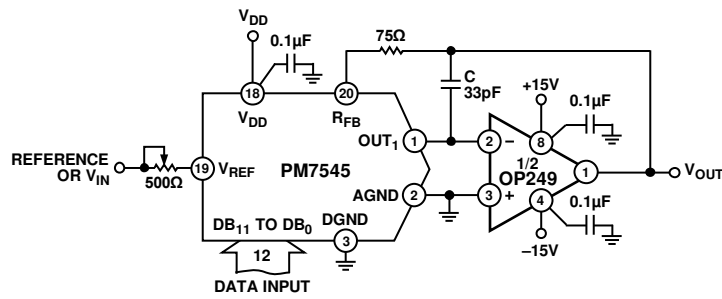 VDD
0.1µF
75Ω
18
VDD
20
RFB
C
33pF
+15V
0.1µF
OUT1
1
2
–
8
REFERENCE
OR VIN
500Ω
19
VREF
PM7545
1/2
OP249
1
VOUT
AGND
2
3
+
4
0.1µF
–15V
DB11 TO DB0
DGND
3
12
DATA INPUT